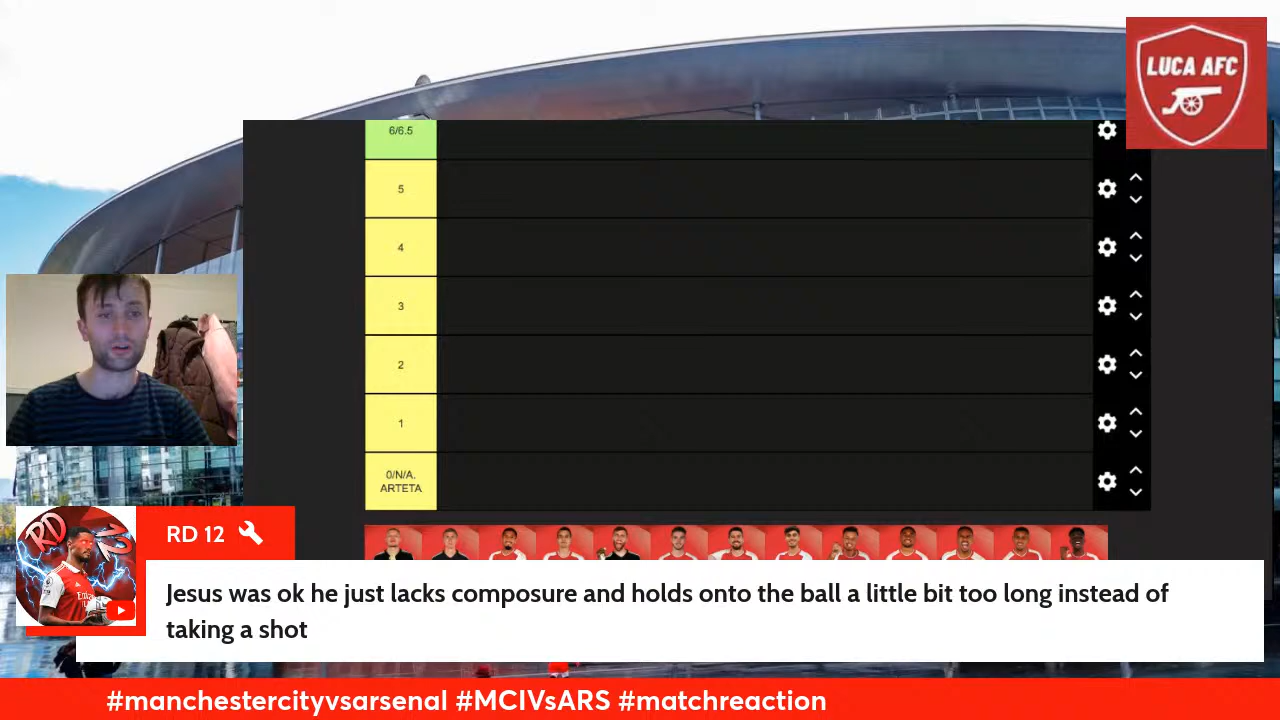 LUCA AFC
6/6.5
5
4
3
2
1
0/N/A.
ARTETA
RD 12
Jesus was ok he just lacks composure and holds onto the ball a little bit too long instead of
taking a shot
#manchestercityvsarsenal #MCIVsARS #matchreaction